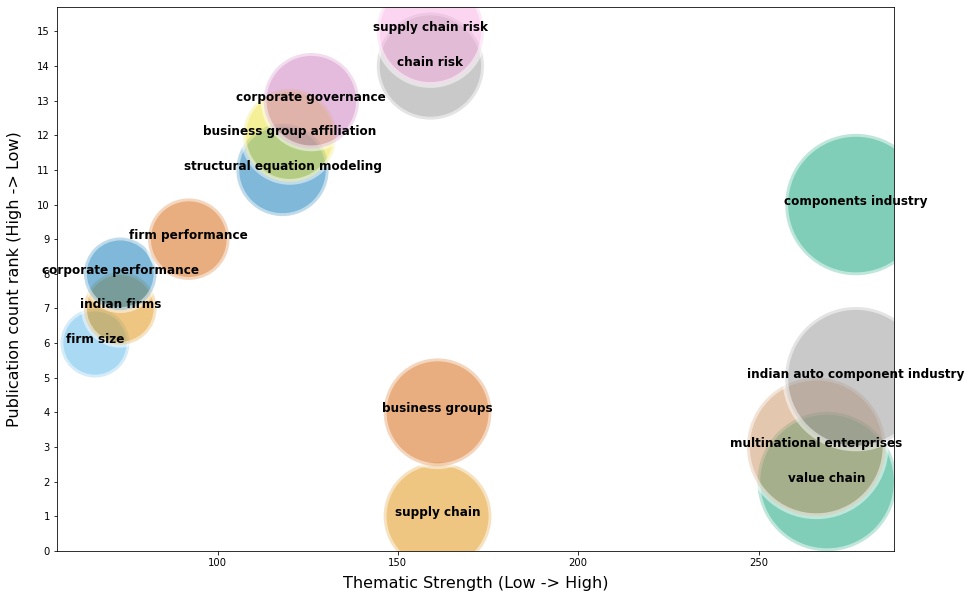 Publication count rank (High -> Low)
15
14
13
12
11
10
9
8
7
6
5
4
3
2
1
0
supply chain risk
chain risk
corporate governance
business group affiliation
structural equation modeling
components industry
firm performance
corporate performance
indian firms
firm size
indian auto component industry
business groups
multinational enterprises
value chain
supply chain
100
150
200
250
Thematic Strength (Low -> High)